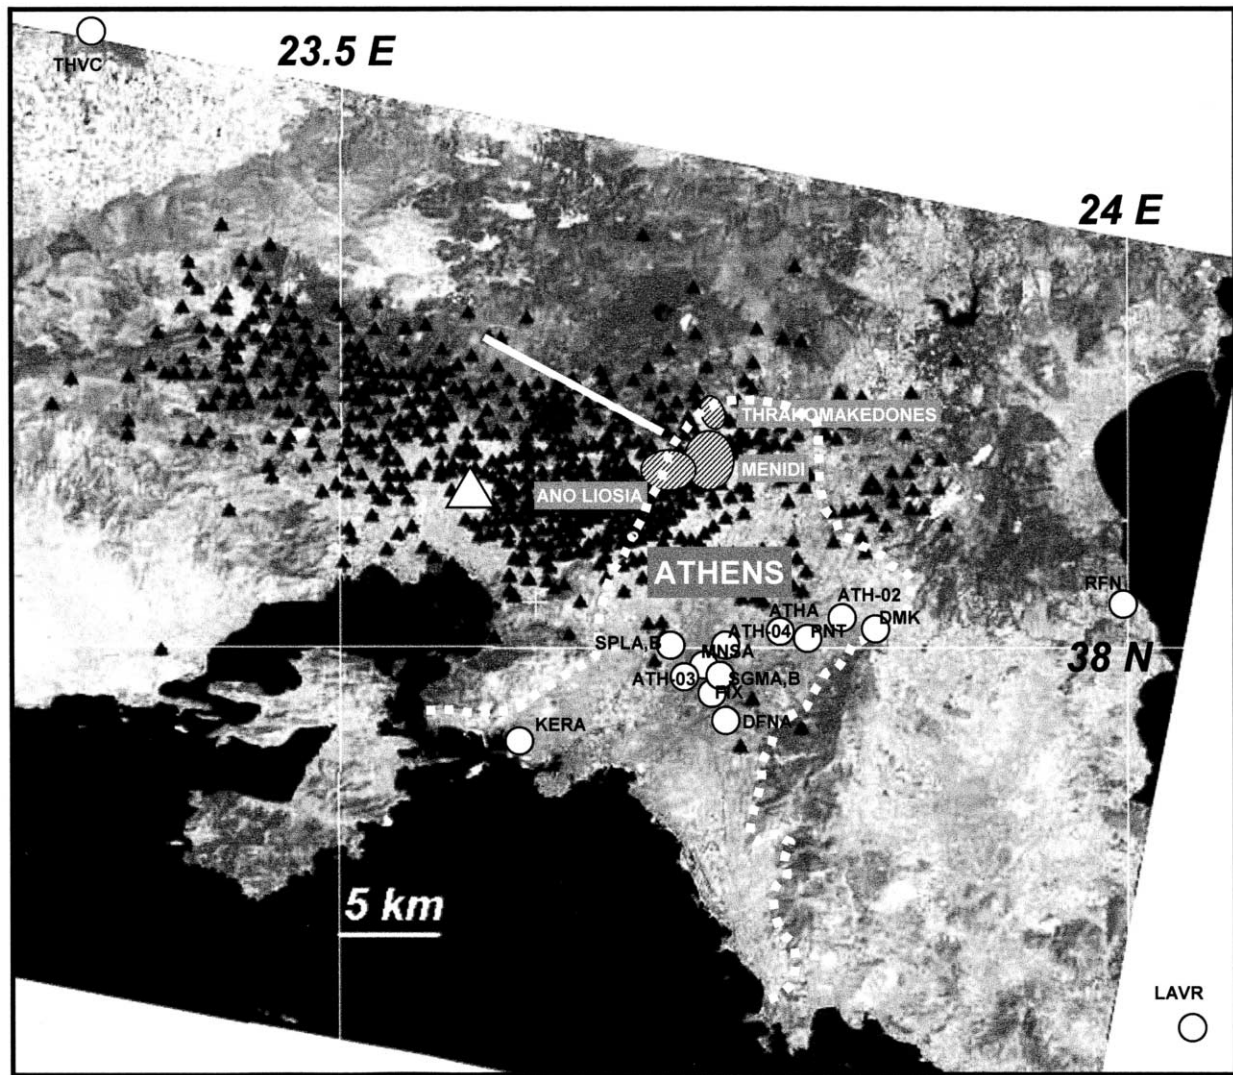 THVC
23.5 E
24 E
THRAKOMAKEDONES
MENIDI
ANO LIOSIA
ATHENS
RFN
ATH-02
ATHA
DMK
ATH-04
PNT
SPLA,B
MNSA
38 N
ATH-03
SGMA,B
FIX
KERA
DFNA
5 km
LAVR